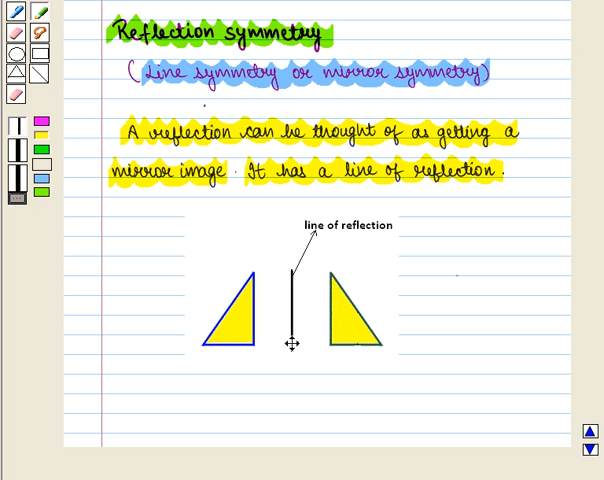 Reflection symmetry
(Line symmetry or mirror symmetry)
A reflection can be thought of as getting a
mirror image. It has a line of reflection.
line of reflection